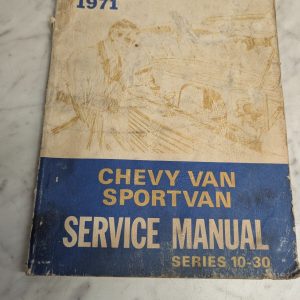 1971
CHEVY VAN
SPORTVAN
SERVICE MANUAL
SERIES 10-30